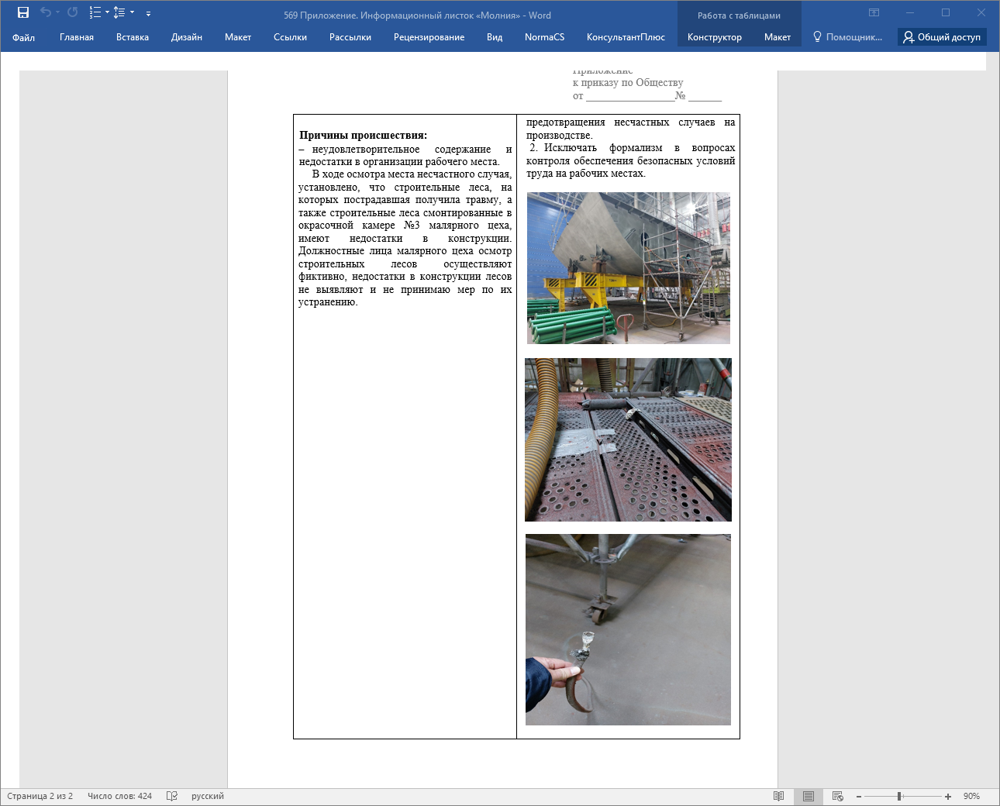 569 Приложение. Информационный листок «Молния» - Word
Работа с таблицами
Файл Главная Вставка Дизайн Макет Ссылки Рассылки Рецензирование Вид NormaCS КонсультантПлюс Конструктор Макет Помощник... Общий доступ
Приложение
к приказу по Обществу
от _________________№ ______
Причины происшествия:
– неудовлетворительное содержание и
недостатки в организации рабочего места.
В ходе осмотра места несчастного случая,
установлено, что строительные леса, на
которых пострадавшая получила травму, а
также строительные леса смонтированные в
окрасочной камере №3 малярного цеха,
имеют недостатки в конструкции.
Должностные лица малярного цеха осмотр
строительных лесов осуществляют
фиктивно, недостатки в конструкции лесов
не выявляют и не принимаю мер по их
устранению.
предотвращения несчастных случаев на
производстве.
2. Исключать формализм в вопросах
контроля обеспечения безопасных условий
труда на рабочих местах.
Страница 2 из 2 Число слов: 424 русский 90%